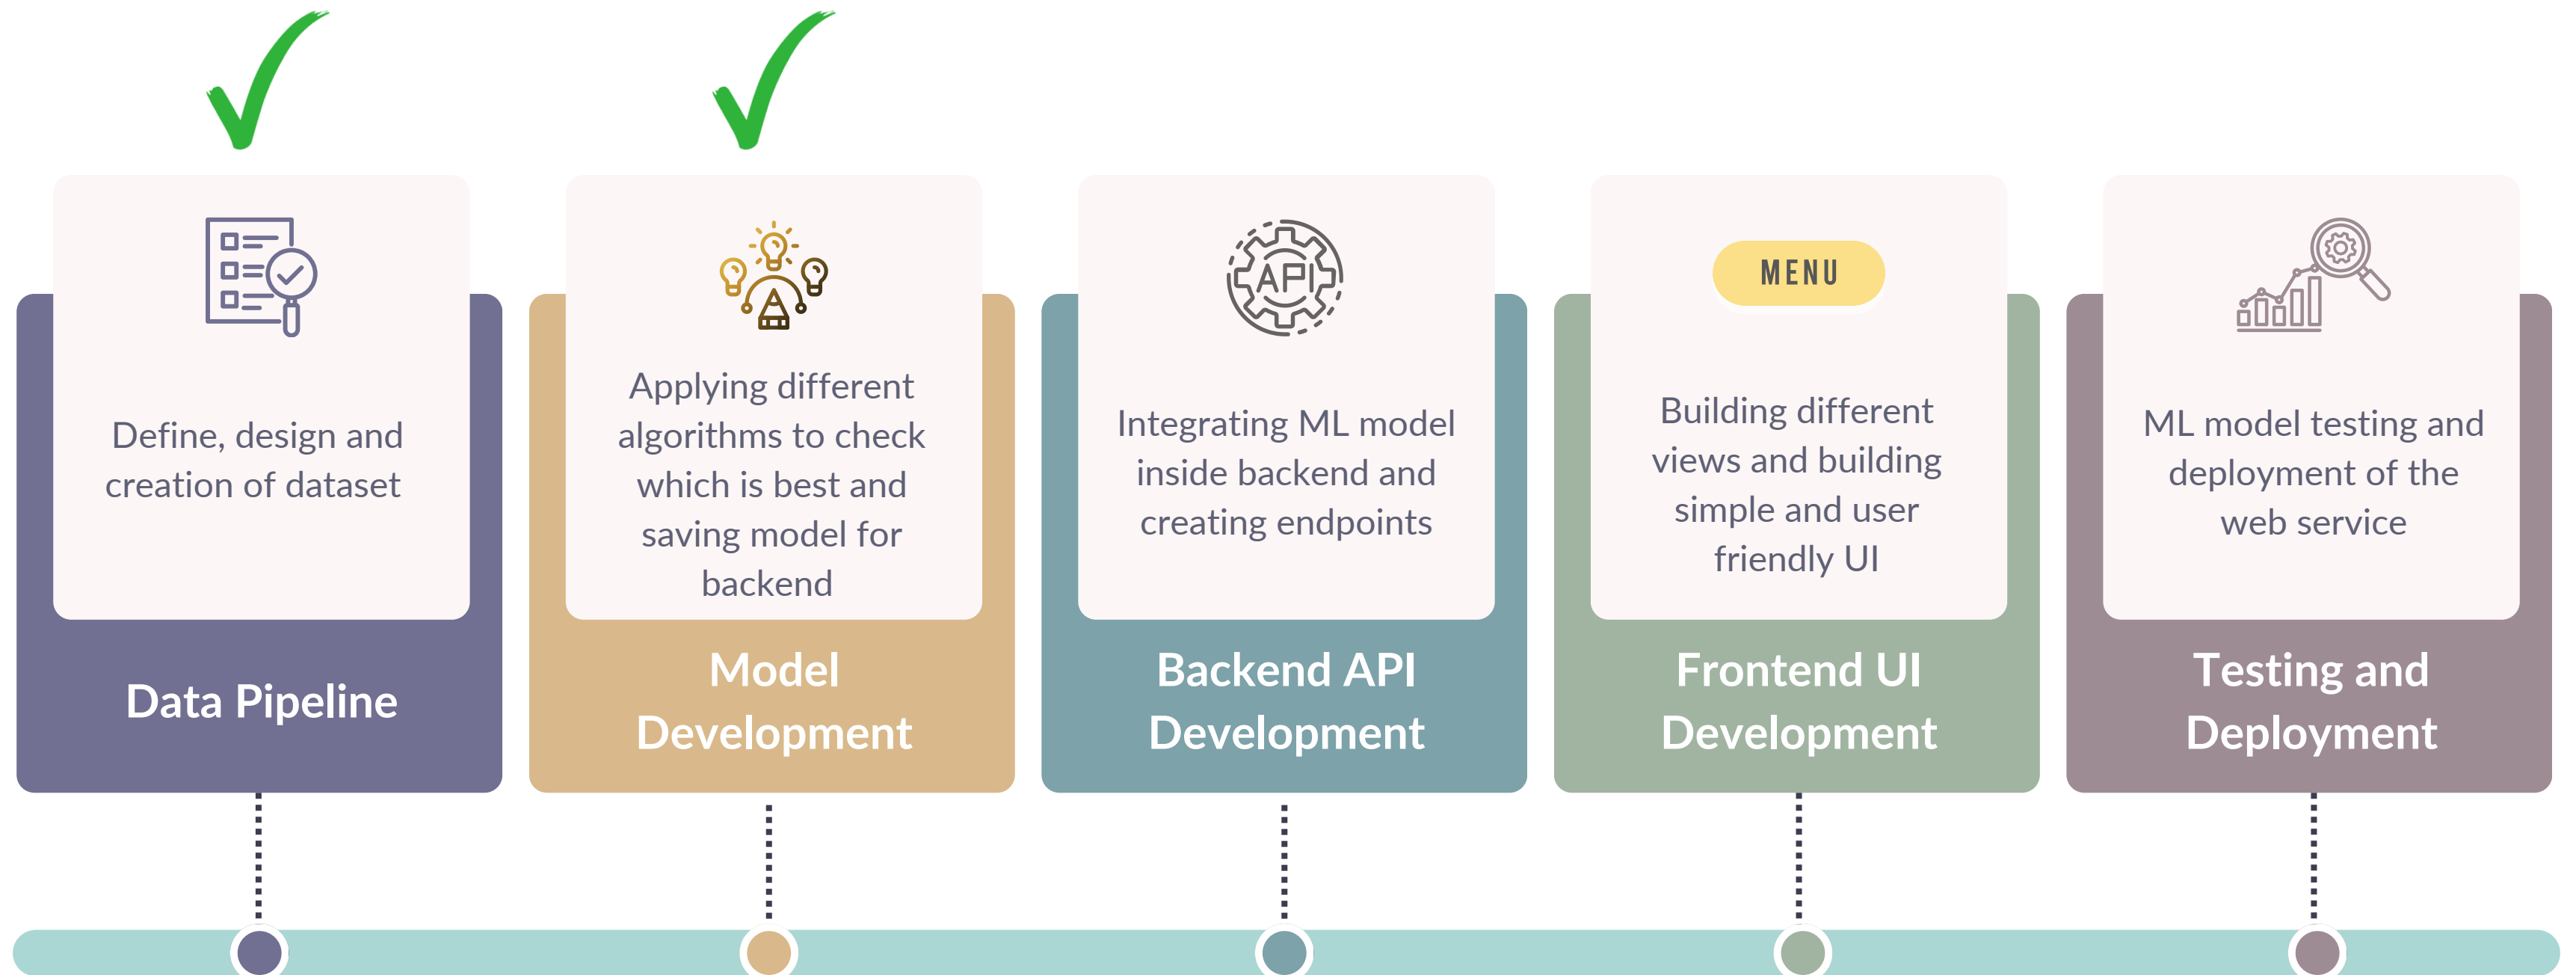 Define, design and
creation of dataset
Data Pipeline
Applying different
algorithms to check
which is best and
saving model for
backend
Model
Development
API
Integrating ML model
inside backend and
creating endpoints
Backend API
Development
MENU
Building different
views and building
simple and user
friendly UI
Frontend UI
Development
ML model testing and
deployment of the
web service
Testing and
Deployment